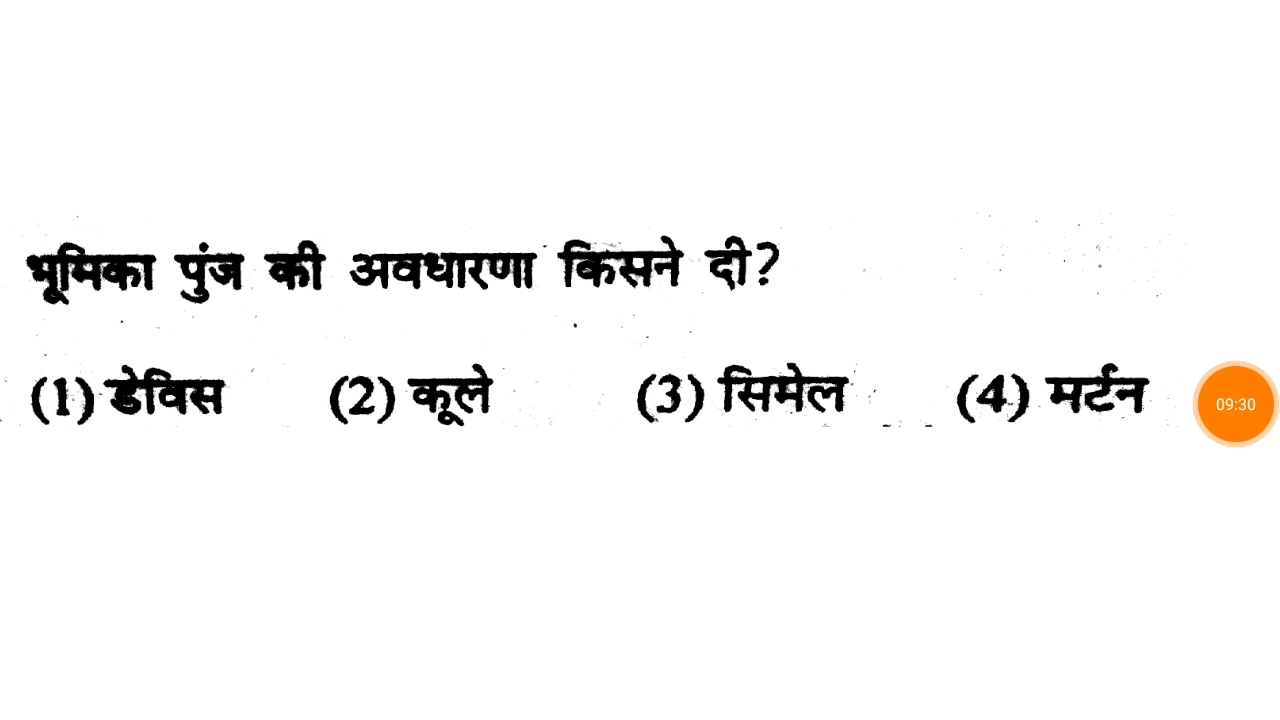 भूमिका पुंज की अवधारणा किसने दी?
(1) डेविस (2) कूले (3) सिमेल (4) मर्टन
09:30